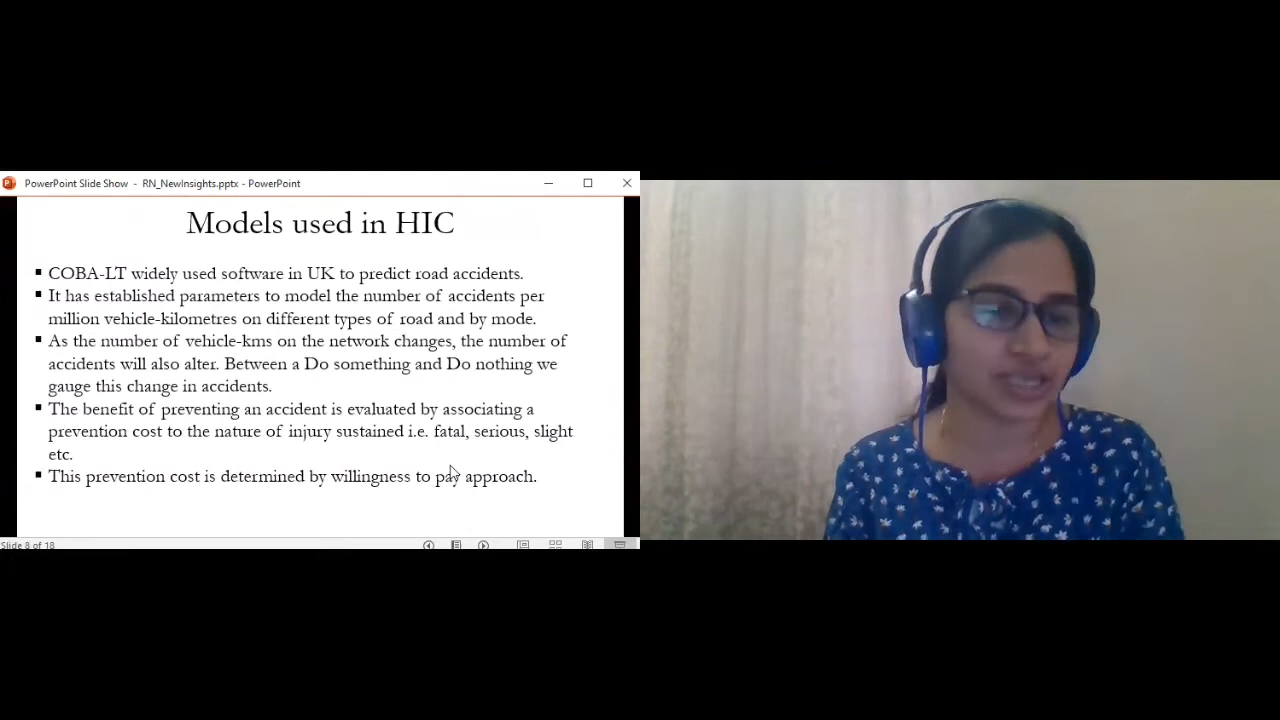 PowerPoint Slide Show - RN_NewInsights.pptx - PowerPoint
Models used in HIC
▪ COBA-LT widely used software in UK to predict road accidents.
▪ It has established parameters to model the number of accidents per
million vehicle-kilometres on different types of road and by mode.
▪ As the number of vehicle-kms on the network changes, the number of
accidents will also alter. Between a Do something and Do nothing we
gauge this change in accidents.
▪ The benefit of preventing an accident is evaluated by associating a
prevention cost to the nature of injury sustained i.e. fatal, serious, slight
etc.
▪ This prevention cost is determined by willingness to pay approach.
Slide 8 of 18